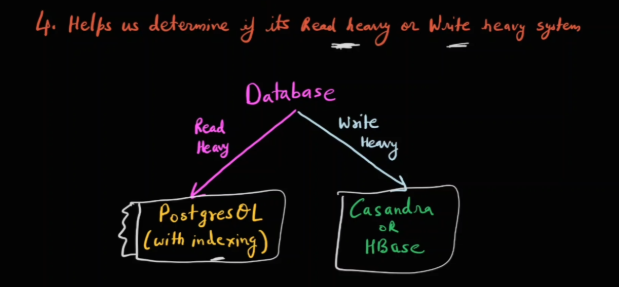 4. Helps us determine if its Read heavy or Write heavy system,
Database
Read
Heavy
Write
Heavy
PostgresQL
(with indexing)
Casandra
OR
HBase